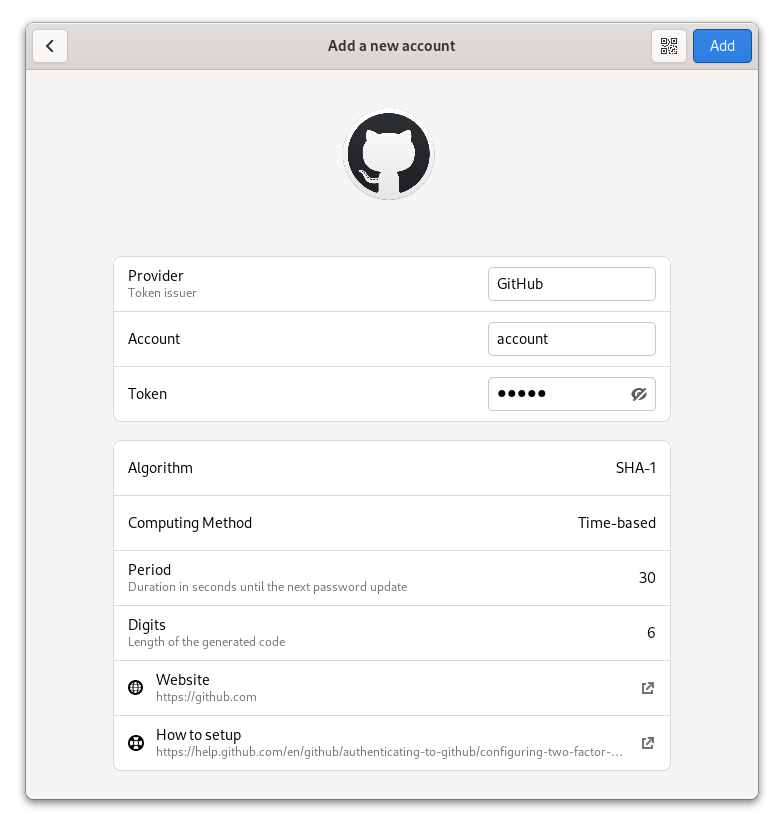 Add a new account
Add
Provider
Token issuer
GitHub
Account
account
Token
●●●●●
Algorithm
SHA-1
Computing Method
Time-based
Period
Duration in seconds until the next password update
30
Digits
Length of the generated code
6
Website
https://github.com
How to setup
https://help.github.com/en/github/authenticating-to-github/configuring-two-factor-…